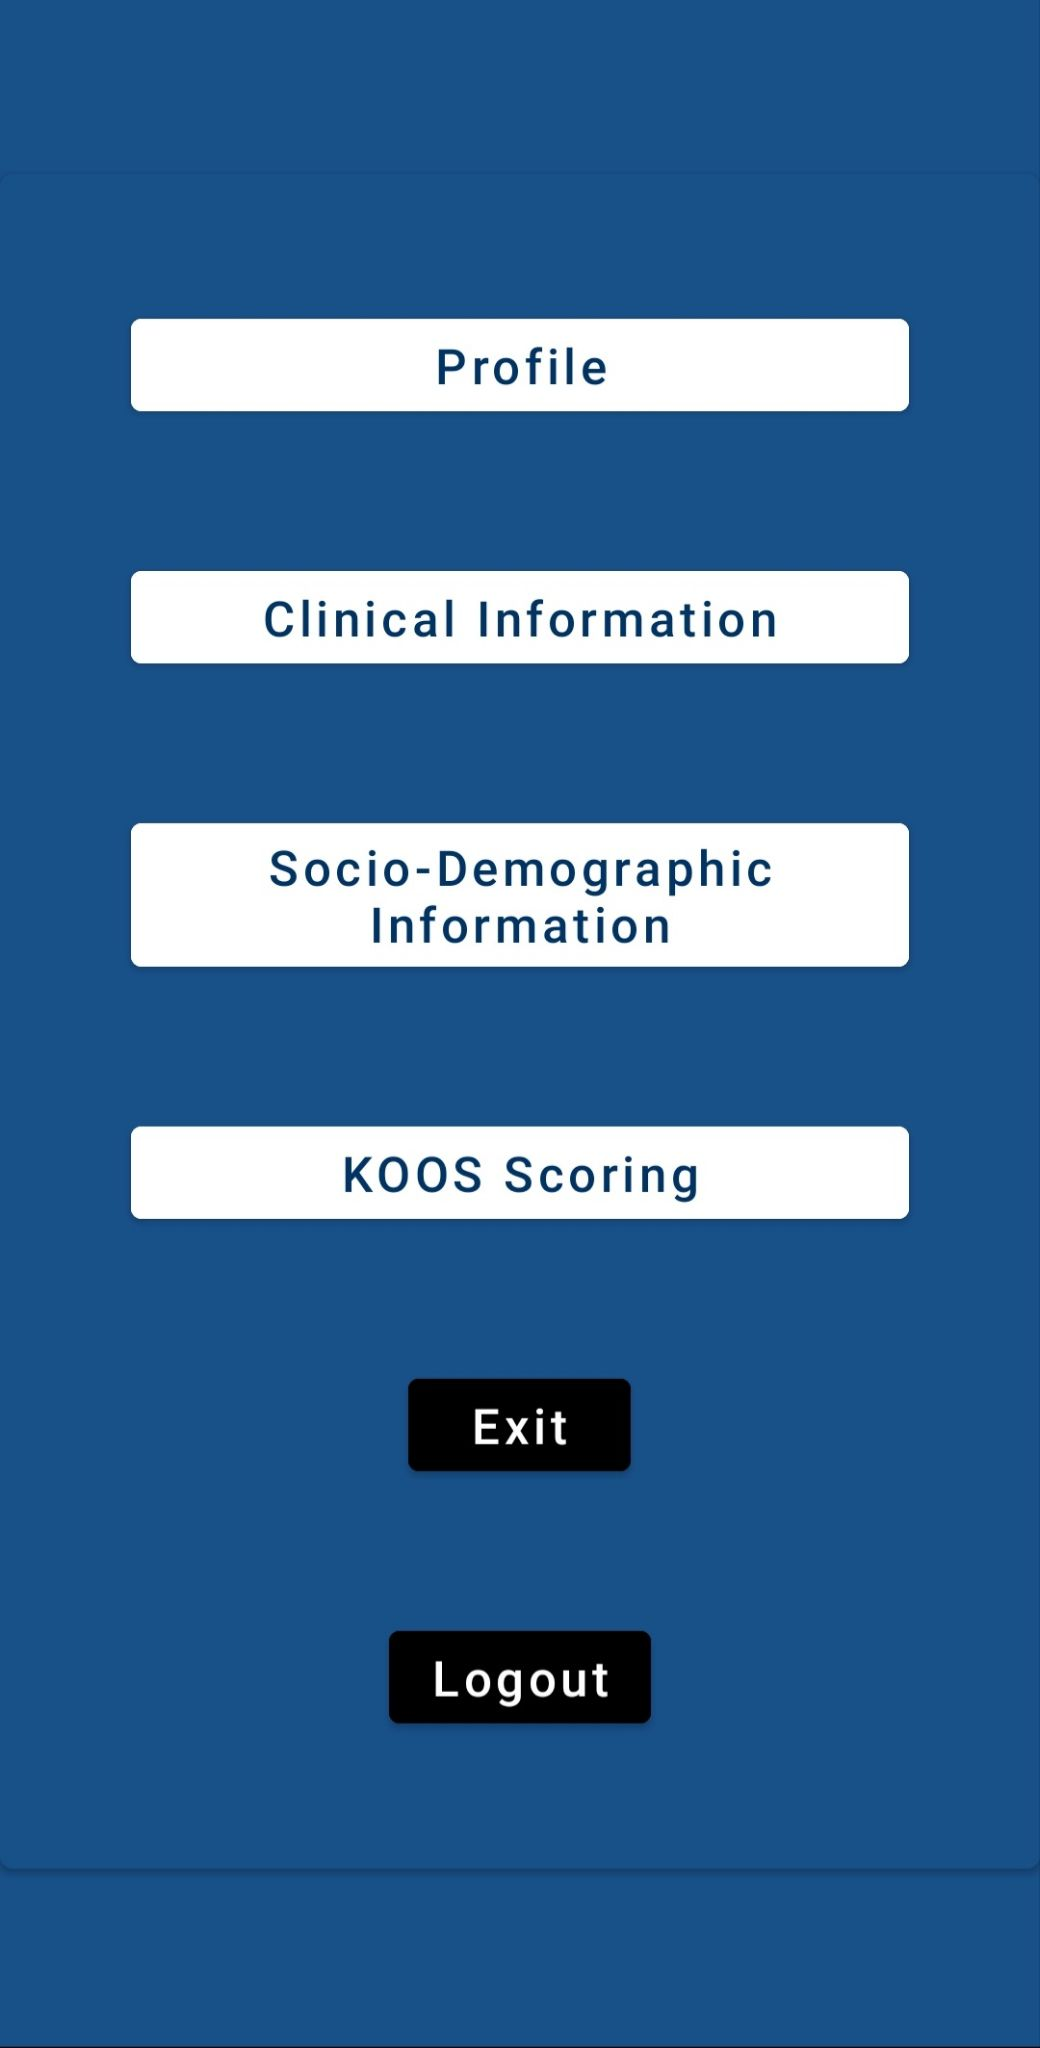 Profile
Clinical Information
Socio-Demographic
Information
KOOS Scoring
Exit
Logout